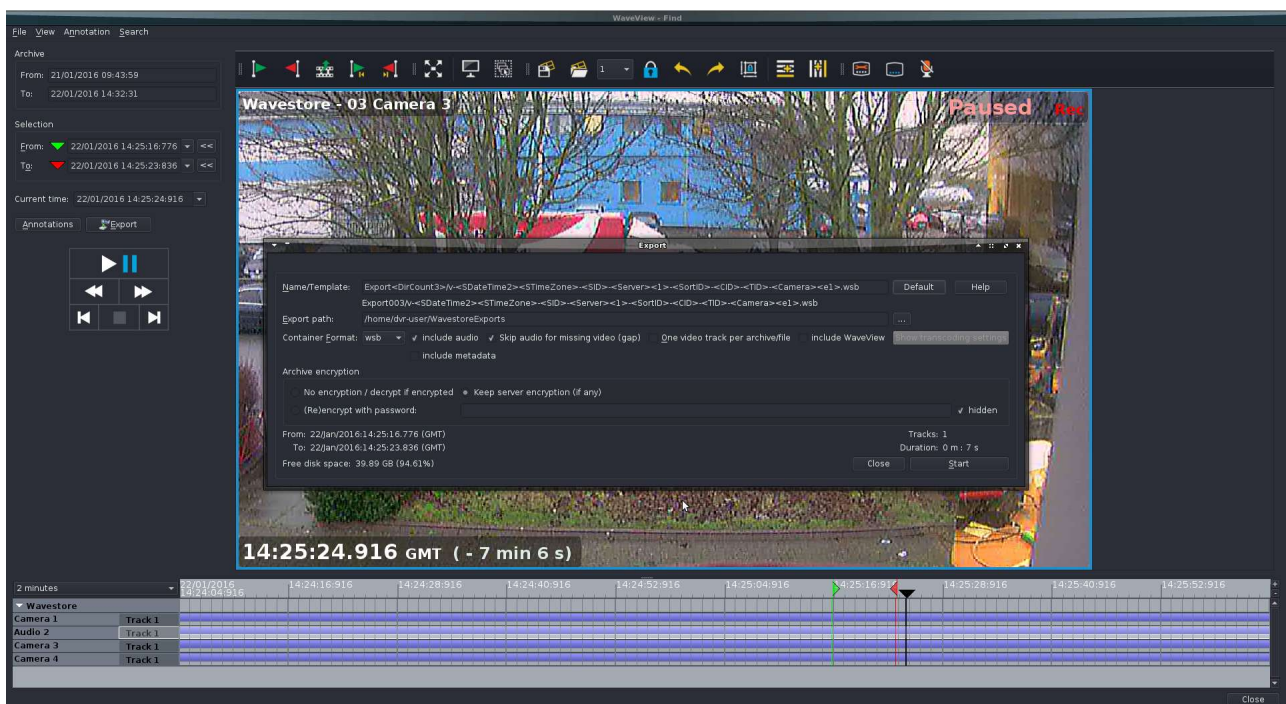 WaveView - Find
File View Annotation Search
Archive
From: 21/01/2016 09:43:59
To: 22/01/2016 14:32:31
Selection
From: 22/01/2016 14:25:16:776 <<
To: 22/01/2016 14:25:23:836 <<
Current time: 22/01/2016 14:25:24:916
Annotations Export
1
Wavestore - 03 Camera 3
Paused Rec
Export
Name/Template: Export<DirCount3>/v-<SDateTime2><STimeZone>-<SID>-<Server><1>-<SortID>-<CID>-<TID>-<Camera><e1>.wsb Default Help
Export003/v-<SDateTime2><STimeZone>-<SID>-<Server><1>-<SortID>-<CID>-<TID>-<Camera><e1>.wsb
Export path: /home/dvr-user/WavestoreExports ...
Container Format: wsb include audio Skip audio for missing video (gap) One video track per archive/file include WaveView Show transcoding settings
include metadata
Archive encryption
No encryption / decrypt if encrypted Keep server encryption (if any)
(Re)encrypt with password: hidden
From: 22/Jan/2016:14:25:16.776 (GMT) Tracks: 1
To: 22/Jan/2016:14:25:23.836 (GMT) Duration: 0 m : 7 s
Free disk space: 39.89 GB (94.61%) Close Start
14:25:24.916 GMT ( - 7 min 6 s)
2 minutes 22/01/2016 14:24:16:916 14:24:28:916 14:24:40:916 14:24:52:916 14:25:04:916 14:25:16:916 14:25:28:916 14:25:40:916 14:25:52:916
14:24:04:916
Wavestore
Camera 1 Track 1
Audio 2 Track 1
Camera 3 Track 1
Camera 4 Track 1
Close